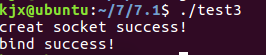 kjx@ubuntu:~/7/7.1$ ./test3
creat socket success!
bind success!